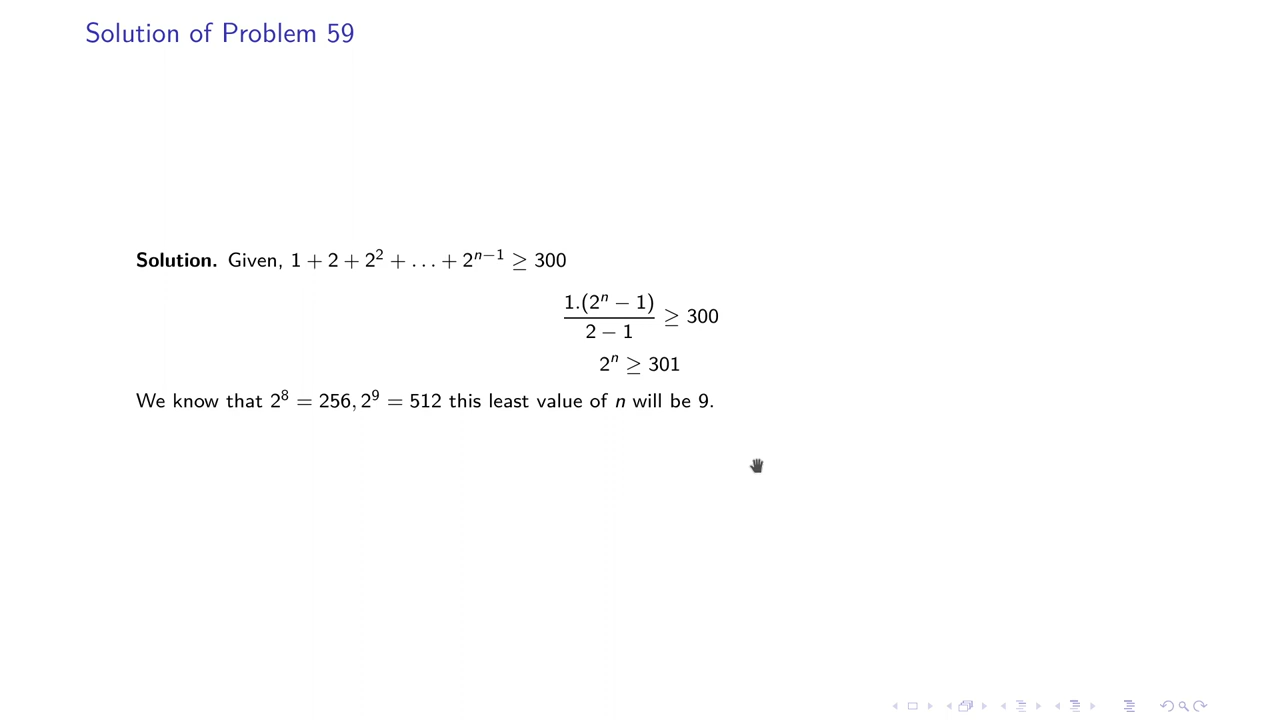 Solution of Problem 59
Solution. Given, 1 + 2 + 2² + . . . + 2ⁿ⁻¹ ≥ 300
1.(2ⁿ − 1)
2 − 1
≥ 300
2ⁿ ≥ 301
We know that 2⁸ = 256, 2⁹ = 512 this least value of n will be 9.